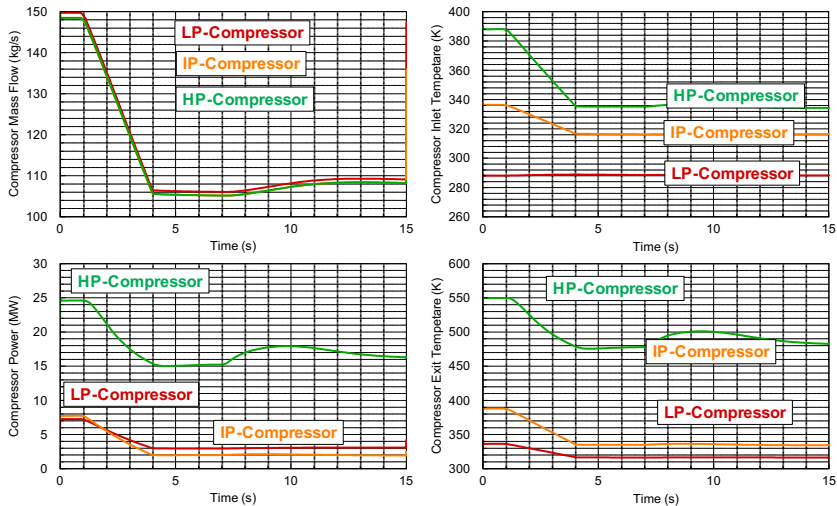 150
140
130
120
110
100
Compressor Mass Flow (kg/s)
LP-Compressor
IP-Compressor
HP-Compressor
0
5
10
15
Time (s)
400
380
360
340
320
300
280
260
Compressor Inlet Tempetare (K)
HP-Compressor
IP-Compressor
LP-Compressor
0
5
10
15
Time (s)
30
25
20
15
10
5
0
Compressor Power (MW)
HP-Compressor
LP-Compressor
IP-Compressor
0
5
10
15
Time (s)
600
550
500
450
400
350
300
Compressor Exit Tempetare (K)
HP-Compressor
IP-Compressor
LP-Compressor
0
5
10
15
Time (s)